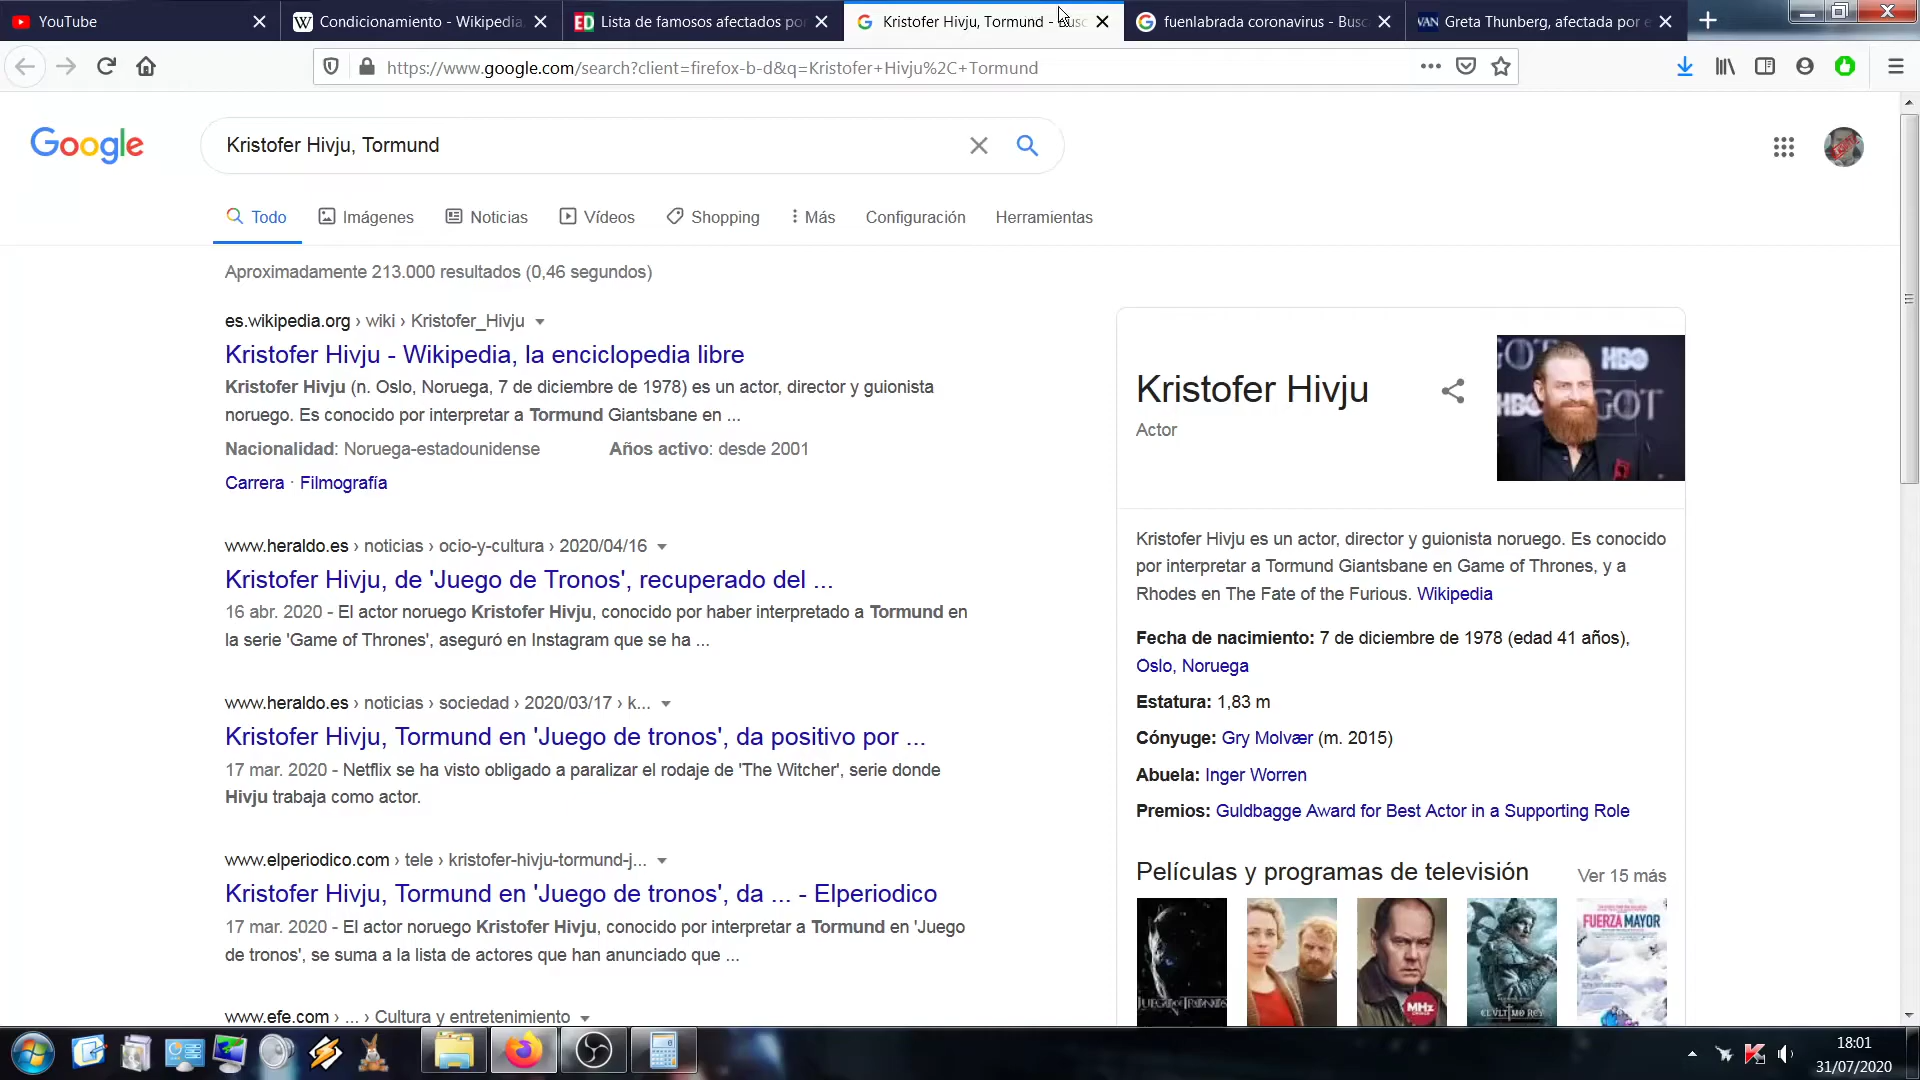 YouTube
Condicionamiento - Wikipedia
Lista de famosos afectados por
Kristofer Hivju, Tormund - Busc
fuenlabrada coronavirus - Busc
Greta Thunberg, afectada por e
https://www.google.com/search?client=firefox-b-d&q=Kristofer+Hivju%2C+Tormund
Google
Kristofer Hivju, Tormund
Todo
Imágenes
Noticias
Vídeos
Shopping
Más
Configuración
Herramientas
Aproximadamente 213.000 resultados (0,46 segundos)
es.wikipedia.org › wiki › Kristofer_Hivju
Kristofer Hivju - Wikipedia, la enciclopedia libre
Kristofer Hivju (n. Oslo, Noruega, 7 de diciembre de 1978) es un actor, director y guionista
noruego. Es conocido por interpretar a Tormund Giantsbane en ...
Nacionalidad: Noruega-estadounidense Años activo: desde 2001
Carrera · Filmografía
www.heraldo.es › noticias › ocio-y-cultura › 2020/04/16
Kristofer Hivju, de 'Juego de Tronos', recuperado del ...
16 abr. 2020 - El actor noruego Kristofer Hivju, conocido por haber interpretado a Tormund en
la serie 'Game of Thrones', aseguró en Instagram que se ha ...
www.heraldo.es › noticias › sociedad › 2020/03/17 › k...
Kristofer Hivju, Tormund en 'Juego de tronos', da positivo por ...
17 mar. 2020 - Netflix se ha visto obligado a paralizar el rodaje de 'The Witcher', serie donde
Hivju trabaja como actor.
www.elperiodico.com › tele › kristofer-hivju-tormund-j...
Kristofer Hivju, Tormund en 'Juego de tronos', da ... - Elperiodico
17 mar. 2020 - El actor noruego Kristofer Hivju, conocido por interpretar a Tormund en 'Juego
de tronos', se suma a la lista de actores que han anunciado que ...
www.efe.com › ... › Cultura y entretenimiento
Kristofer Hivju
Actor
HBO
GOT
Kristofer Hivju es un actor, director y guionista noruego. Es conocido
por interpretar a Tormund Giantsbane en Game of Thrones, y a
Rhodes en The Fate of the Furious. Wikipedia
Fecha de nacimiento: 7 de diciembre de 1978 (edad 41 años),
Oslo, Noruega
Estatura: 1,83 m
Cónyuge: Gry Molvær (m. 2015)
Abuela: Inger Worren
Premios: Guldbagge Award for Best Actor in a Supporting Role
Películas y programas de televisión
Ver 15 más
JUEGO DE TRONOS
MHz
EL ÚLTIMO REY
FUERZA MAYOR
18:01
31/07/2020